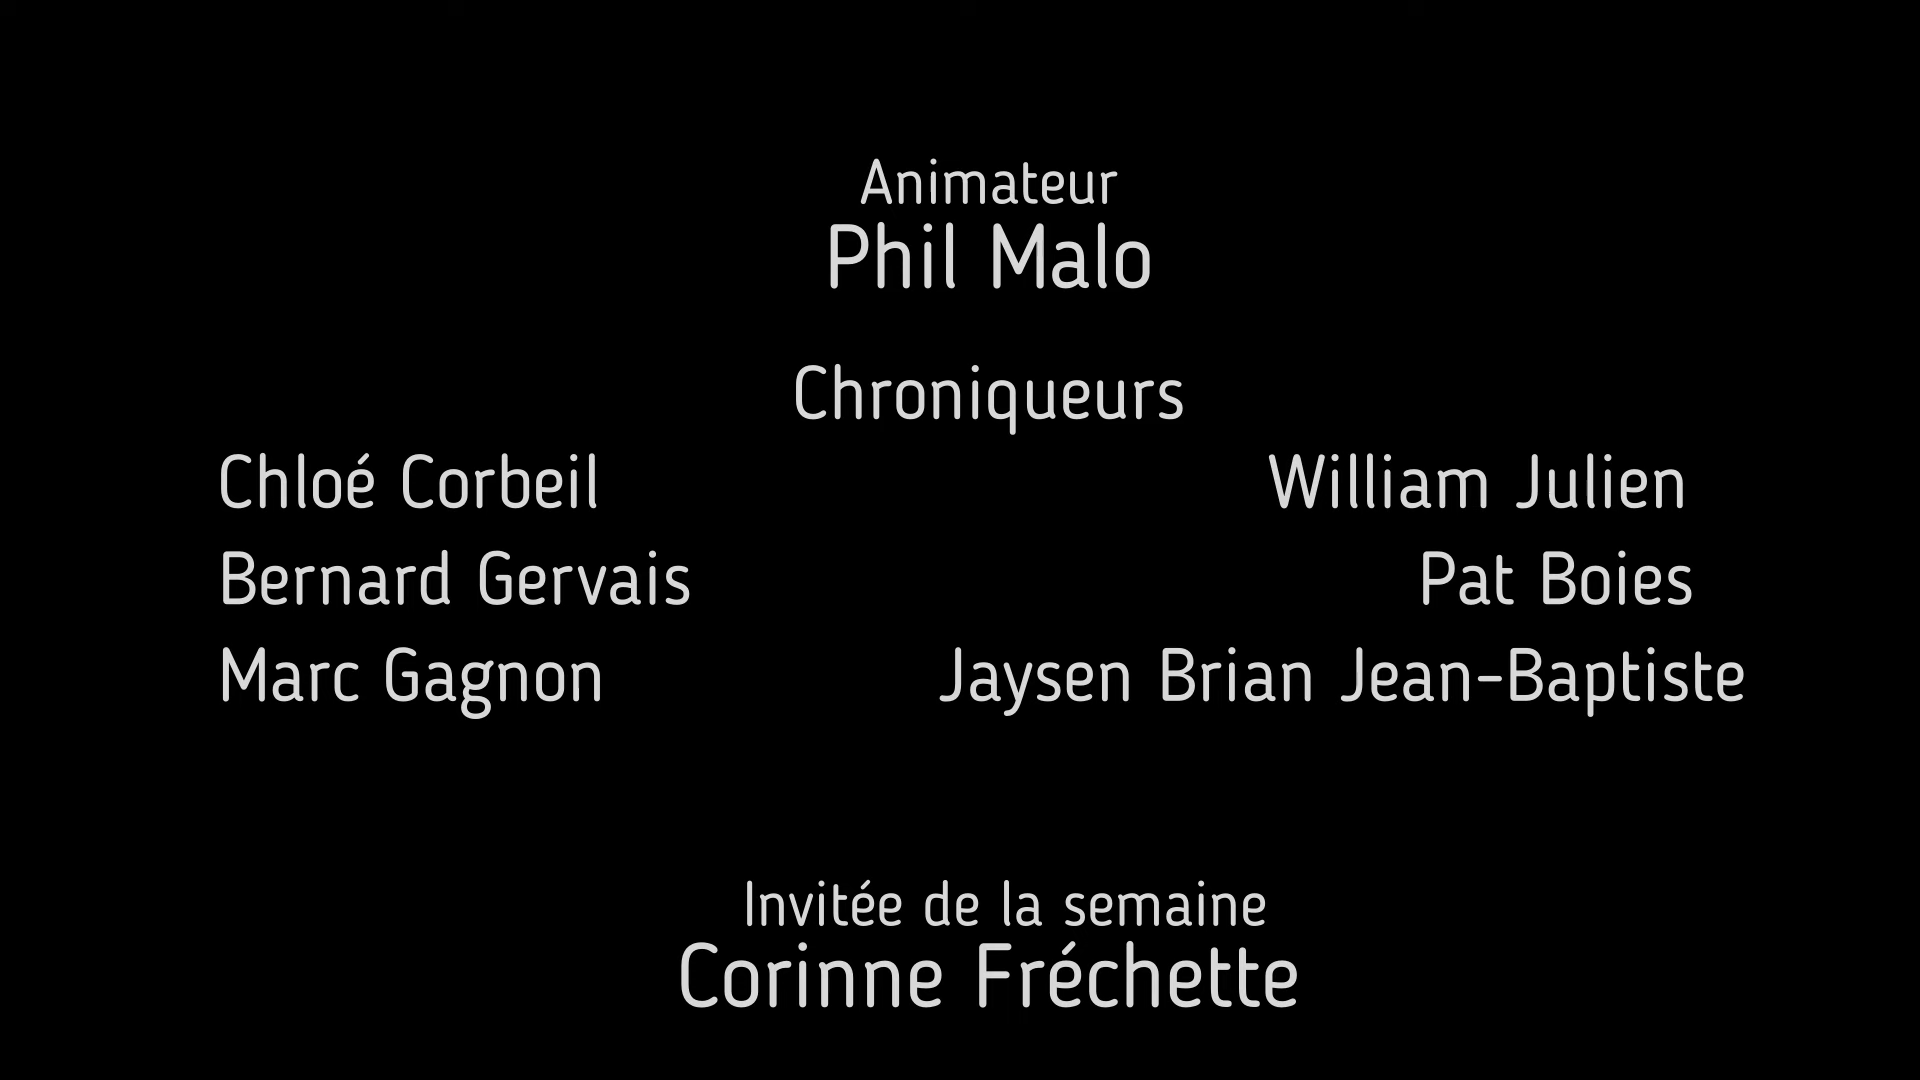 Animateur
Phil Malo
Chroniqueurs
Chloé Corbeil William Julien
Bernard Gervais Pat Boies
Marc Gagnon Jaysen Brian Jean-Baptiste
Invitée de la semaine
Corinne Fréchette